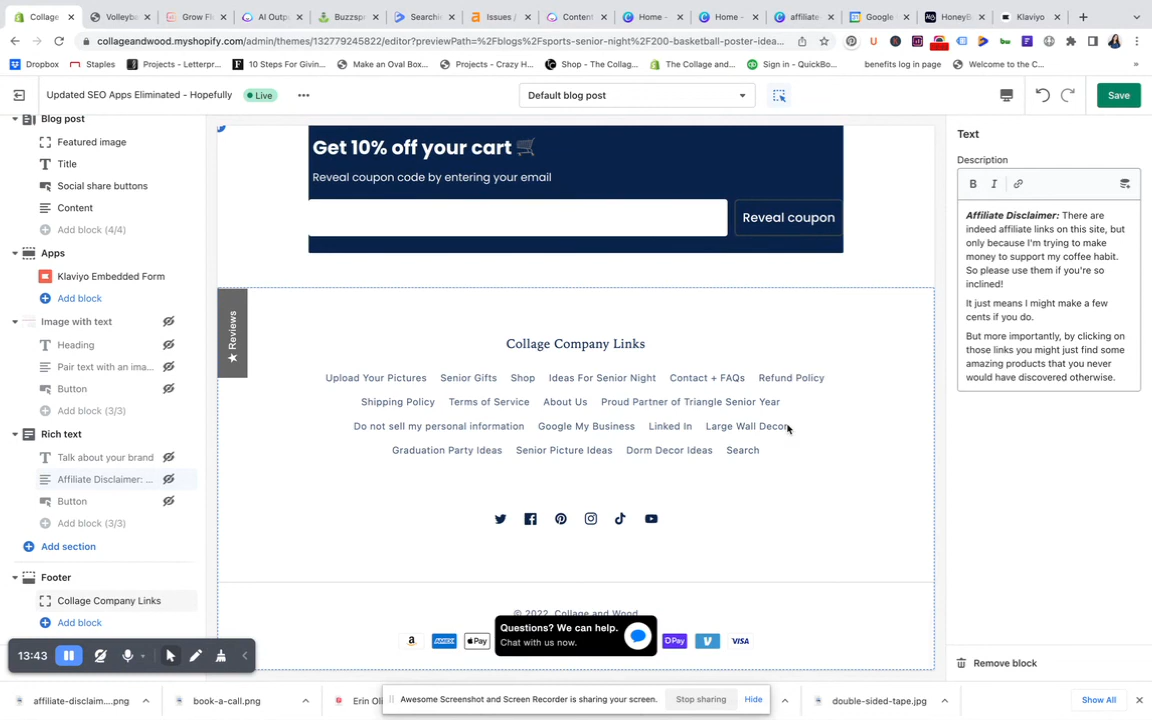 Collage
Volleyba
Grow Fl
AI Outp
Buzzsp
Searchi
Issues /
Content
Home -
Home -
affiliate
Google
HoneyB
Klaviyo
collageandwood.myshopify.com/admin/themes/132779245822/editor?previewPath=%2Fblogs%2Fsports-senior-night%2F200-basketball-poster-idea...
Dropbox
Staples
Projects - Letterpr...
10 Steps For Givin...
Make an Oval Box...
Projects - Crazy H...
Shop - The Collag...
The Collage and...
Sign in - QuickBo...
benefits log in page
Welcome to the C...
»
Updated SEO Apps Eliminated - Hopefully
Live
Default blog post
Save
Blog post
Featured image
Title
Social share buttons
Content
Add block (4/4)
Apps
Klaviyo Embedded Form
Add block
Image with text
Heading
Pair text with an ima...
Button
Add block (3/3)
Rich text
Talk about your brand
Affiliate Disclaimer: ...
Button
Add block (3/3)
Add section
Footer
Collage Company Links
Add block
13:43
Get 10% off your cart 🛒
Reveal coupon code by entering your email
Reveal coupon
★ Reviews
Collage Company Links
Upload Your Pictures Senior Gifts Shop Ideas For Senior Night Contact + FAQs Refund Policy
Shipping Policy Terms of Service About Us Proud Partner of Triangle Senior Year
Do not sell my personal information Google My Business Linked In Large Wall Decor
Graduation Party Ideas Senior Picture Ideas Dorm Decor Ideas Search
© 2022, Collage and Wood
Questions? We can help.
Chat with us now.
a
AMEX
Pay
Pay
V
VISA
Text
Description
B I
Affiliate Disclaimer: There are
indeed affiliate links on this site, but
only because I'm trying to make
money to support my coffee habit.
So please use them if you're so
inclined!
It just means I might make a few
cents if you do.
But more importantly, by clicking on
those links you might just find some
amazing products that you never
would have discovered otherwise.
Remove block
affiliate-disclaim....png
book-a-call.png
Erin Oli
Awesome Screenshot and Screen Recorder is sharing your screen.
Stop sharing
Hide
double-sided-tape.jpg
Show All